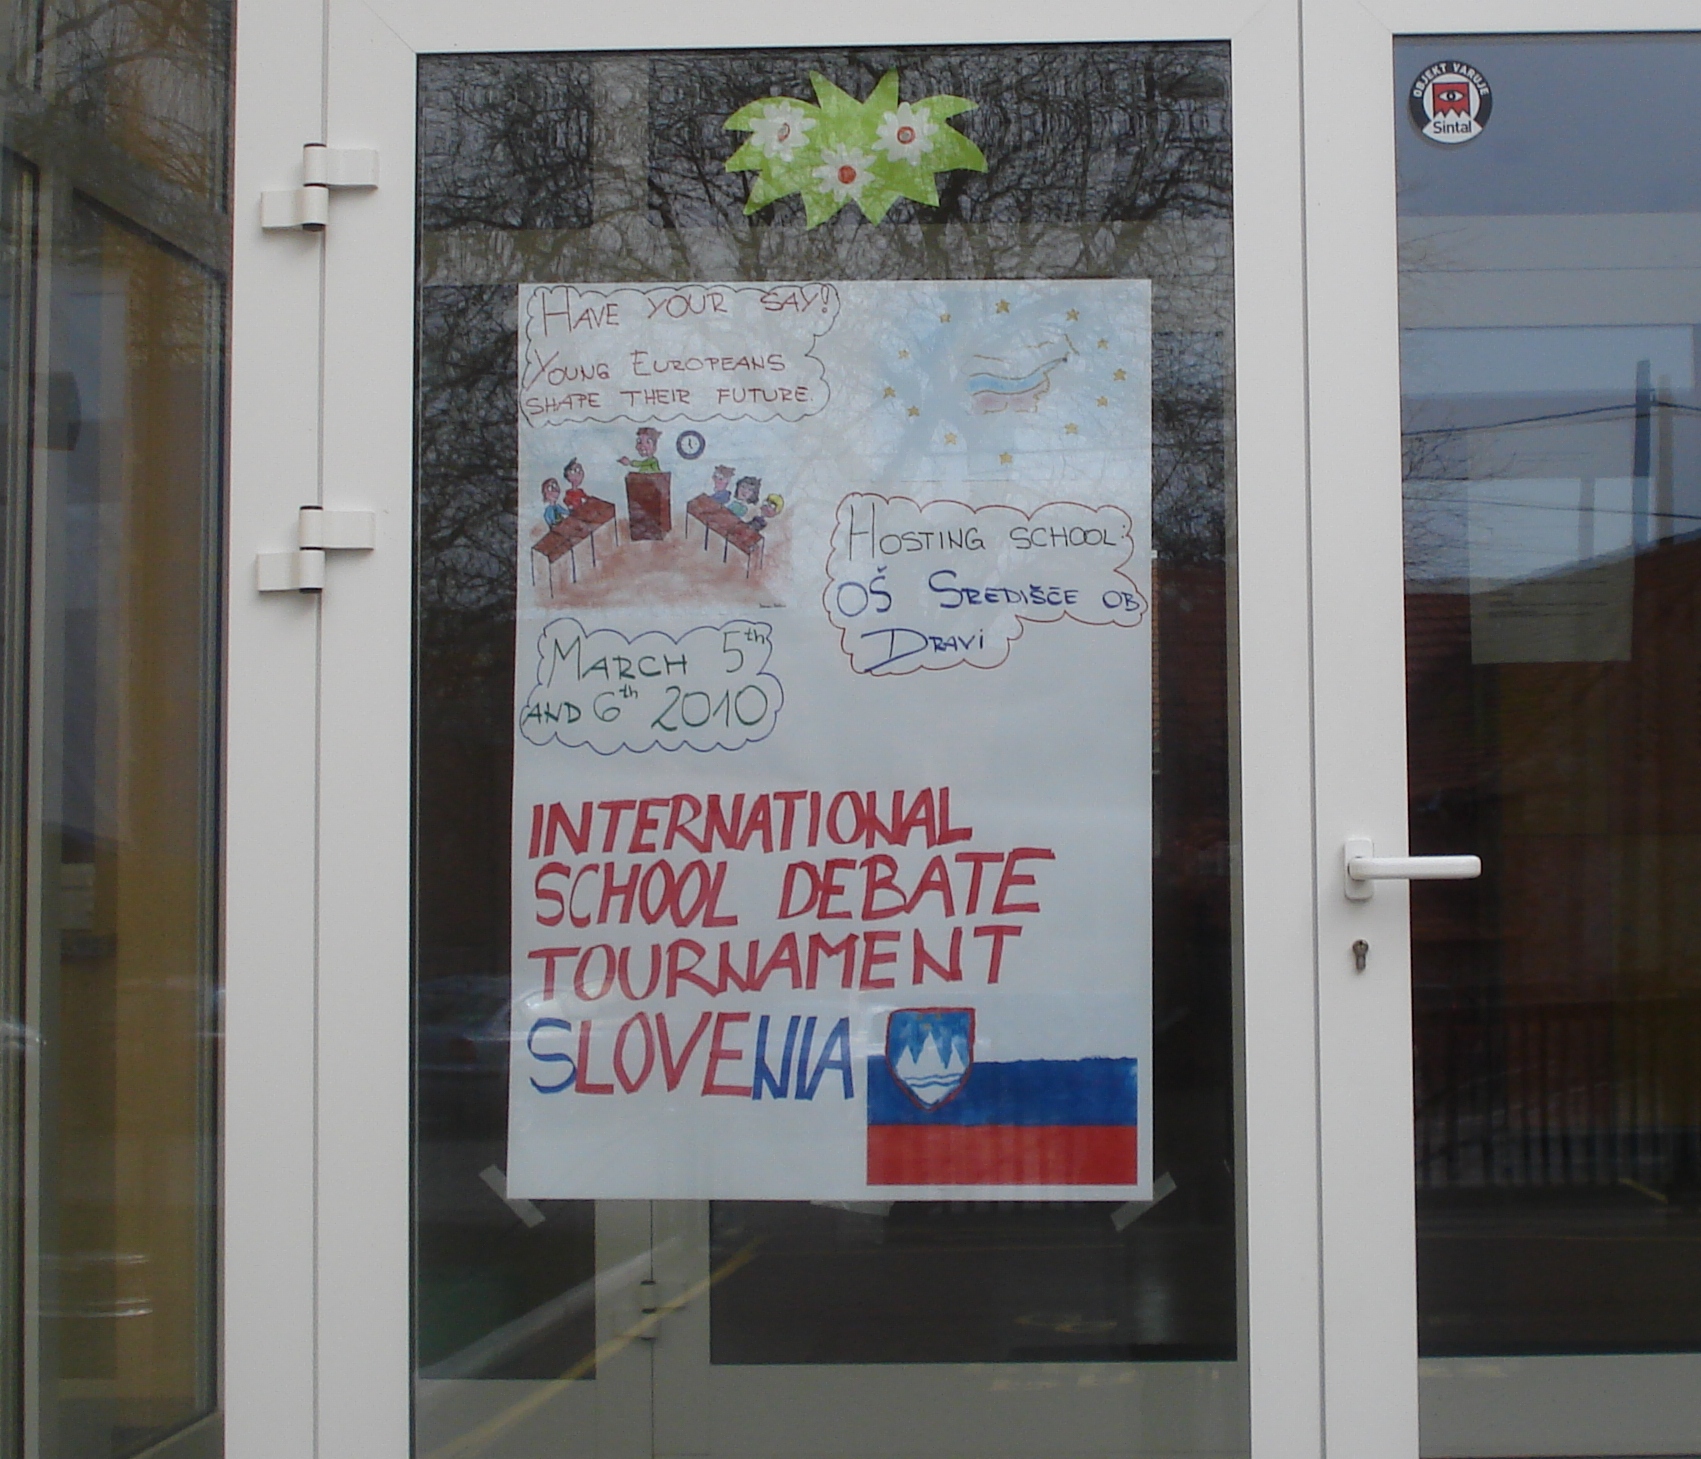 HAVE YOUR SAY!
YOUNG EUROPEANS
SHAPE THEIR FUTURE.
HOSTING SCHOOL:
OŠ SREDIŠČE OB
DRAVI
MARCH 5th
AND 6th 2010
INTERNATIONAL
SCHOOL DEBATE
TOURNAMENT
SLOVENIA
OBJEKT VARUJE
Sintal